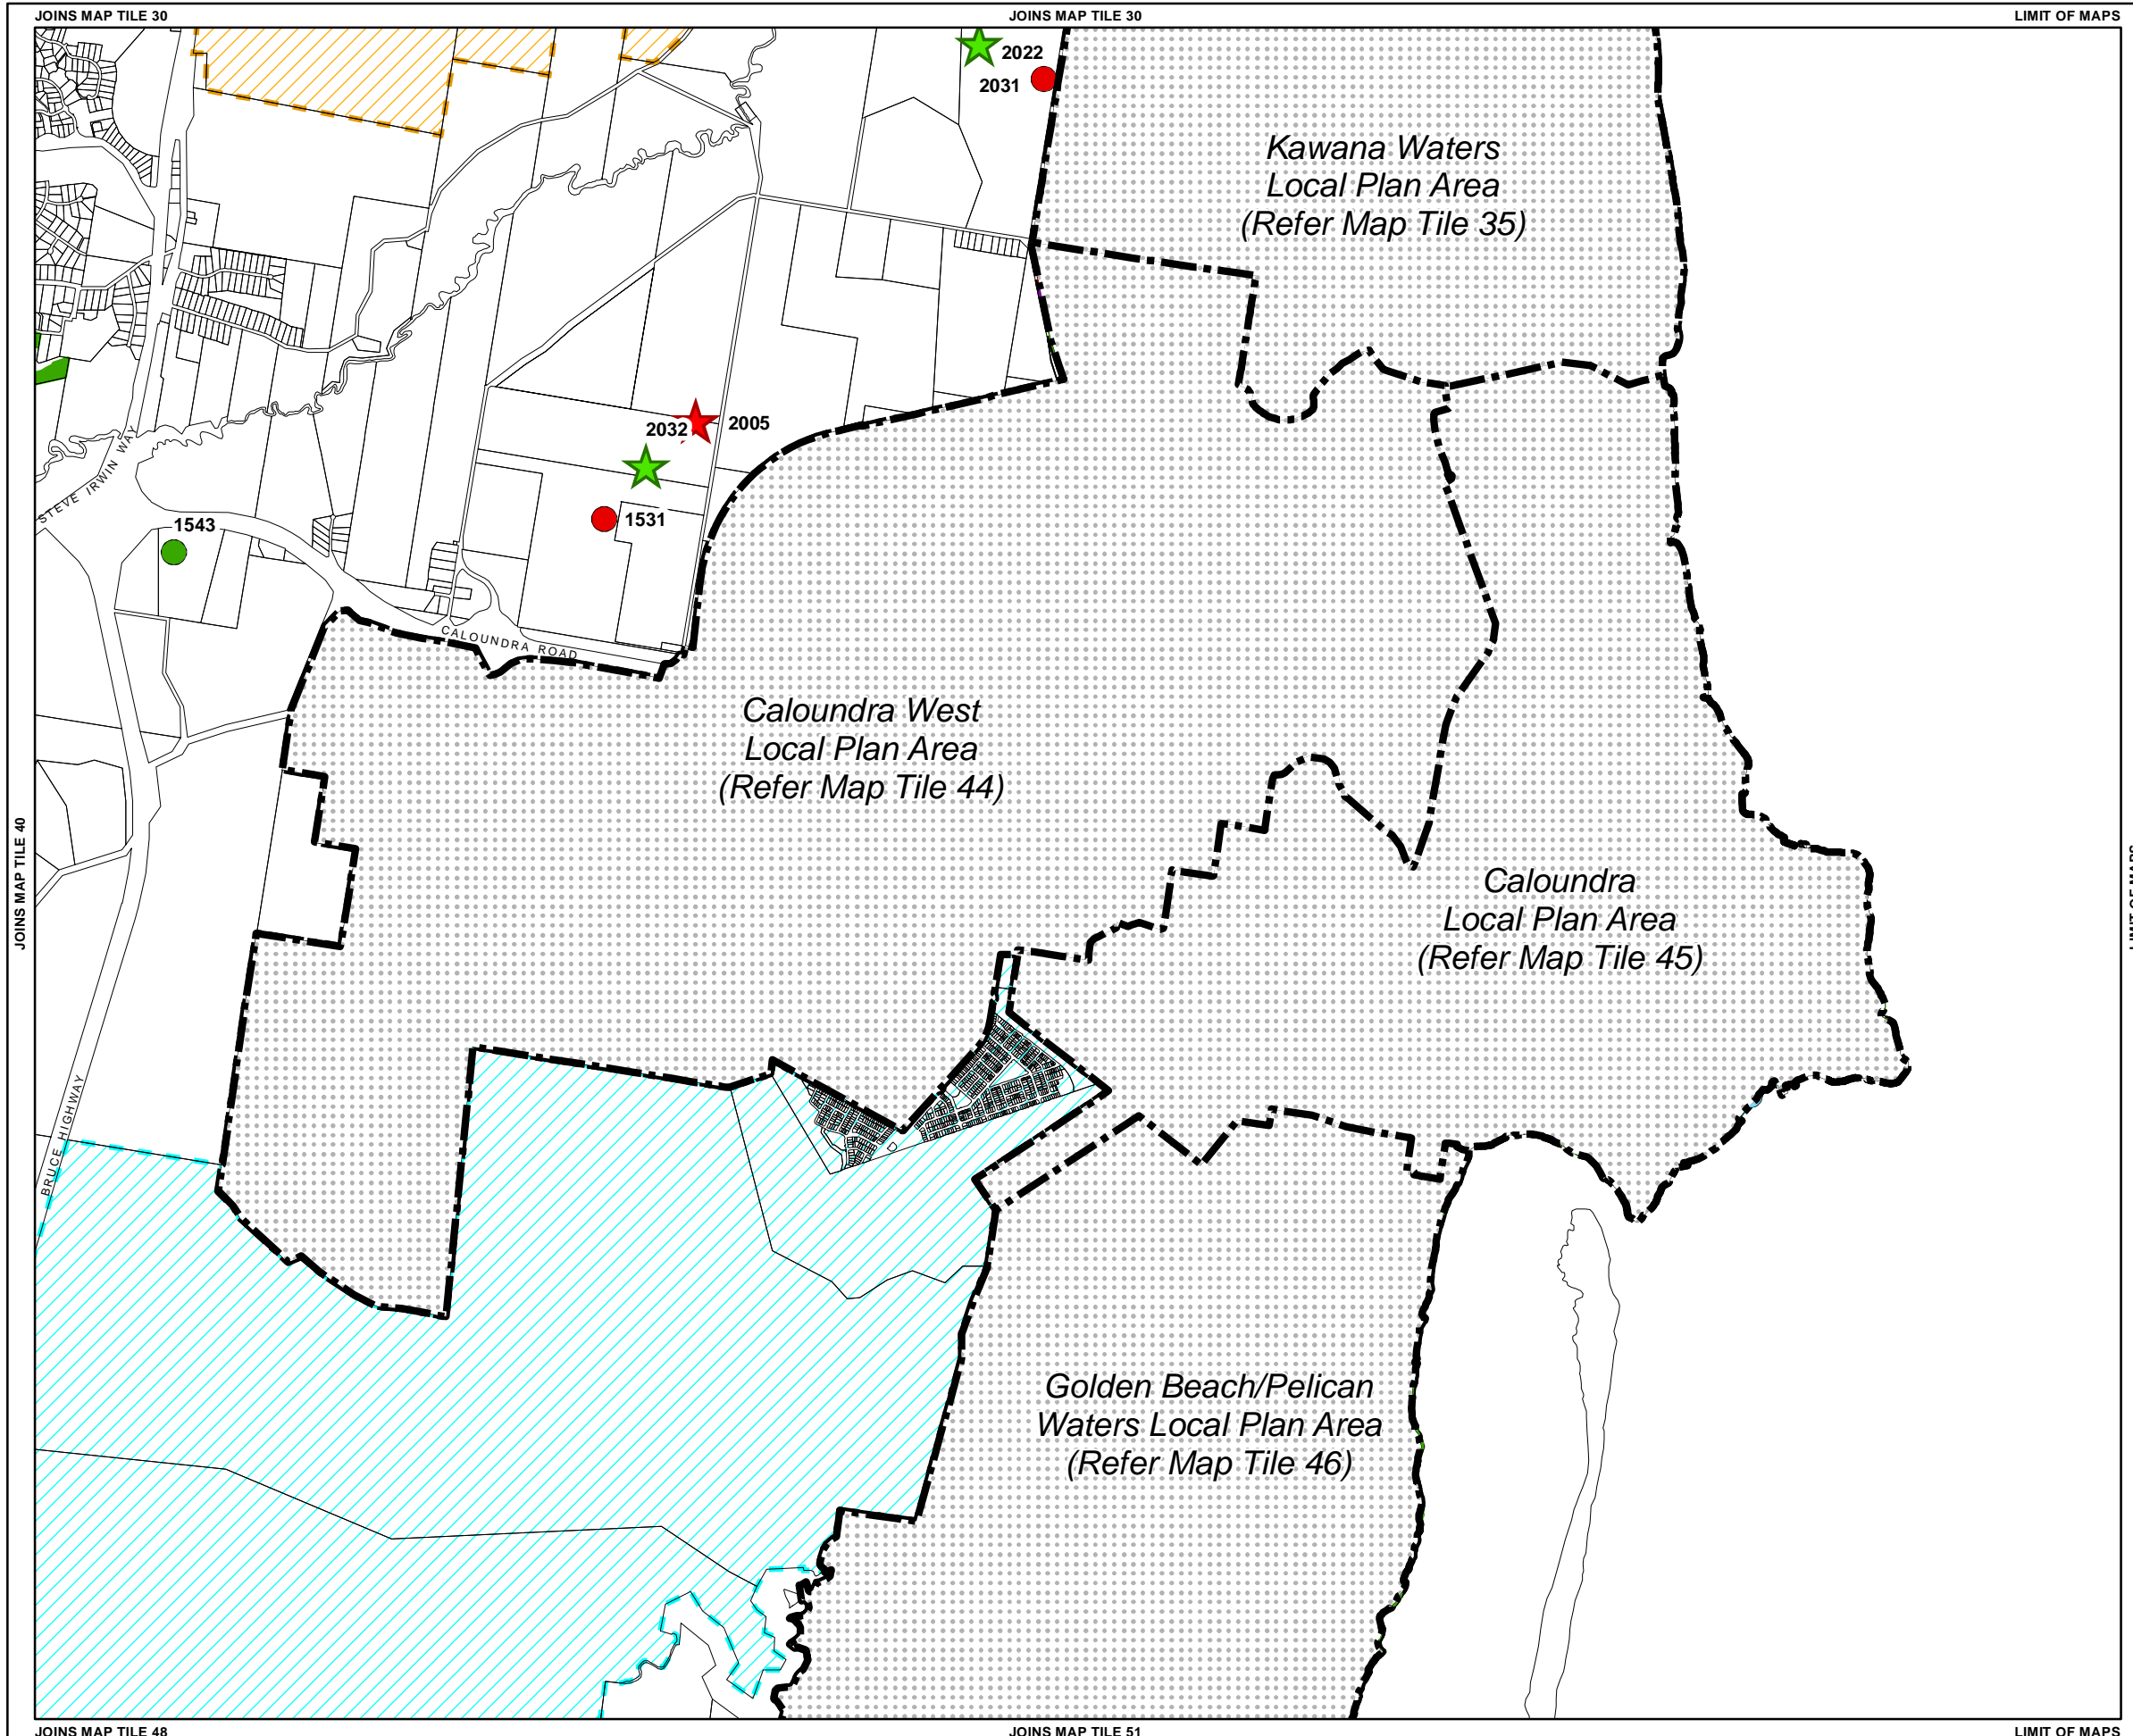 JOINS MAP TILE 30
JOINS MAP TILE 30
LIMIT OF MAPS
2022
2031
Kawana Waters
Local Plan Area
(Refer Map Tile 35)
2005
2032
1531
1543
STEVE IRWIN WAY
CALOUNDRA ROAD
Caloundra West
Local Plan Area
(Refer Map Tile 44)
JOINS MAP TILE 40
LIMIT OF MAPS
Caloundra
Local Plan Area
(Refer Map Tile 45)
BRUCE HIGHWAY
Golden Beach/Pelican
Waters Local Plan Area
(Refer Map Tile 46)
JOINS MAP TILE 48
JOINS MAP TILE 51
LIMIT OF MAPS